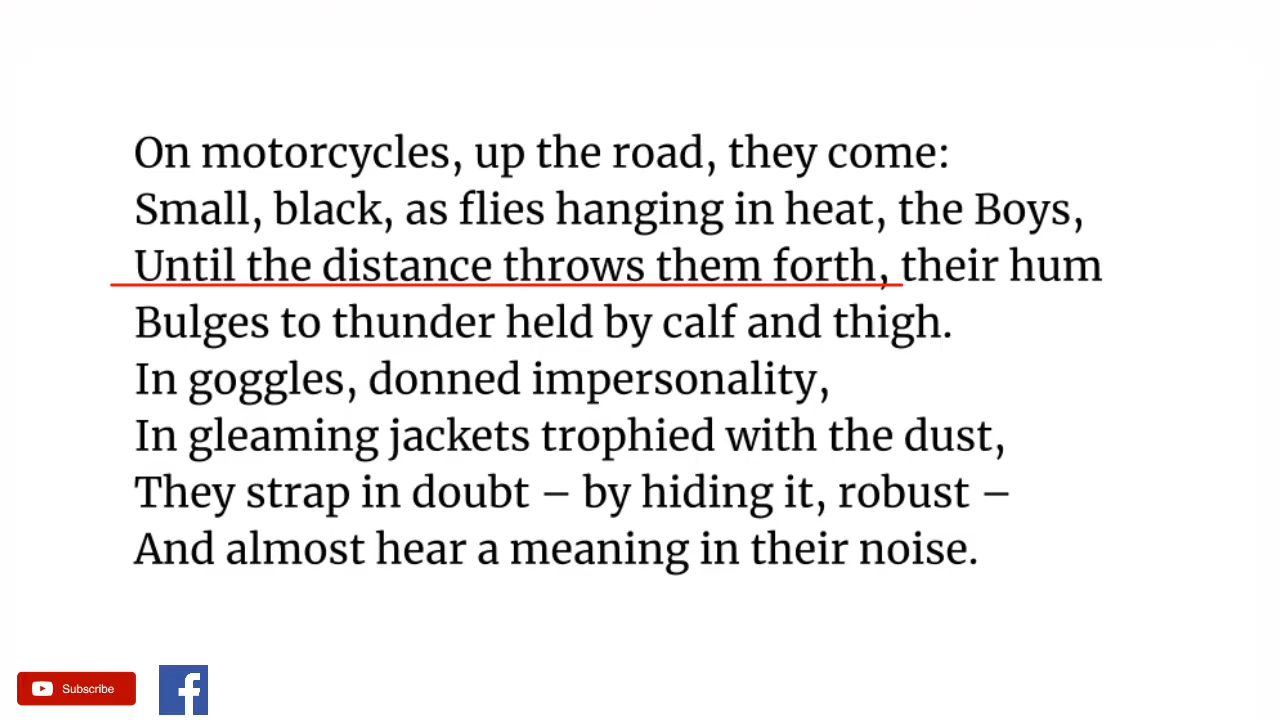 On motorcycles, up the road, they come:
Small, black, as flies hanging in heat, the Boys,
Until the distance throws them forth, their hum
Bulges to thunder held by calf and thigh.
In goggles, donned impersonality,
In gleaming jackets trophied with the dust,
They strap in doubt – by hiding it, robust –
And almost hear a meaning in their noise.
Subscribe
f